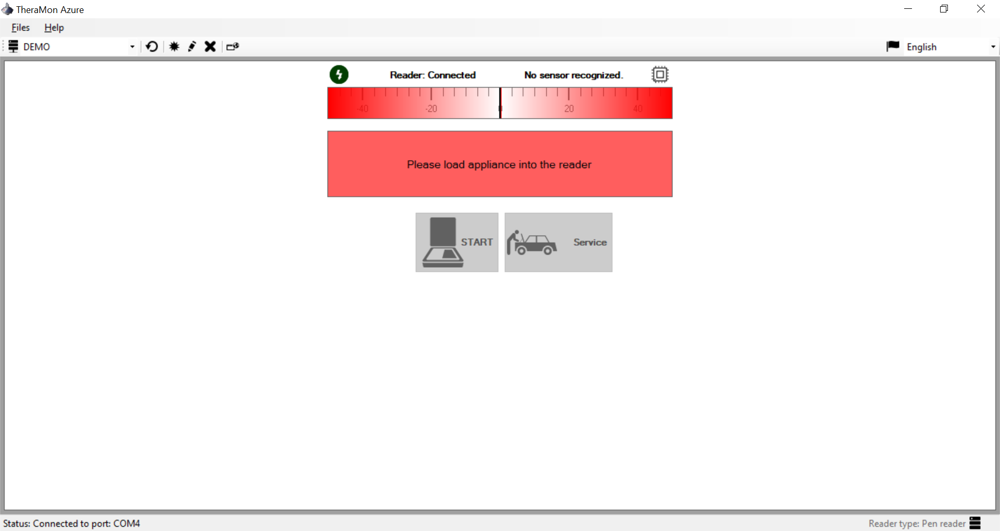 TheraMon Azure
Files Help
DEMO English
Reader: Connected No sensor recognized.
-40 -20 0 20 40
Please load appliance into the reader
START Service
Status: Connected to port: COM4 Reader type: Pen reader